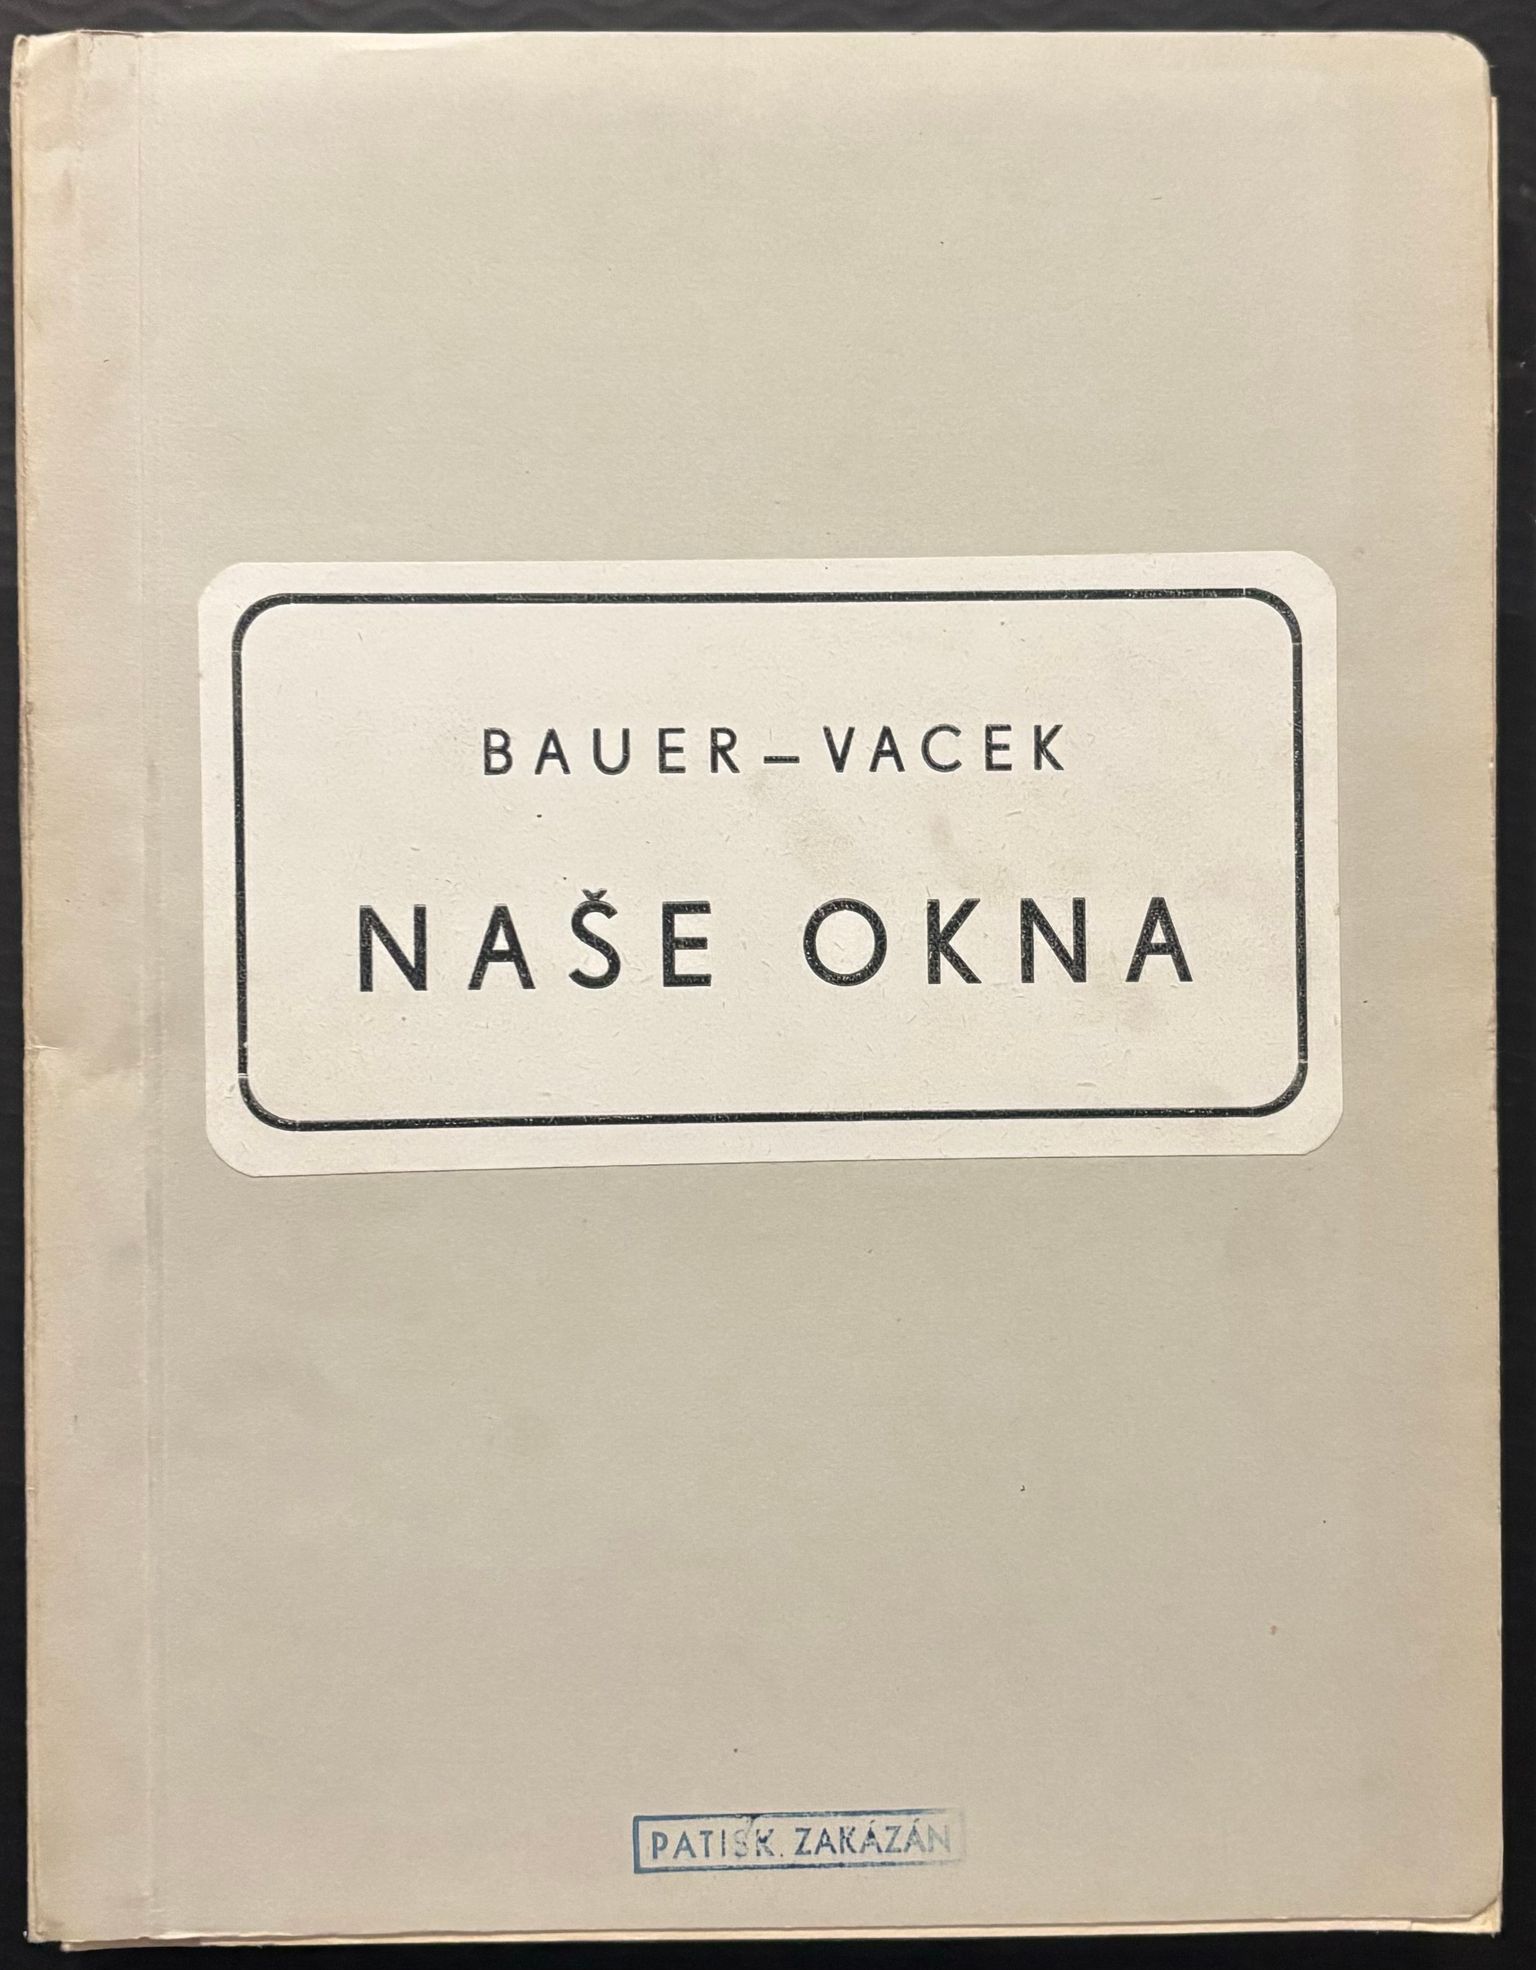 BAUER–VACEK
NAŠE OKNA
PATISK ZAKÁZÁN